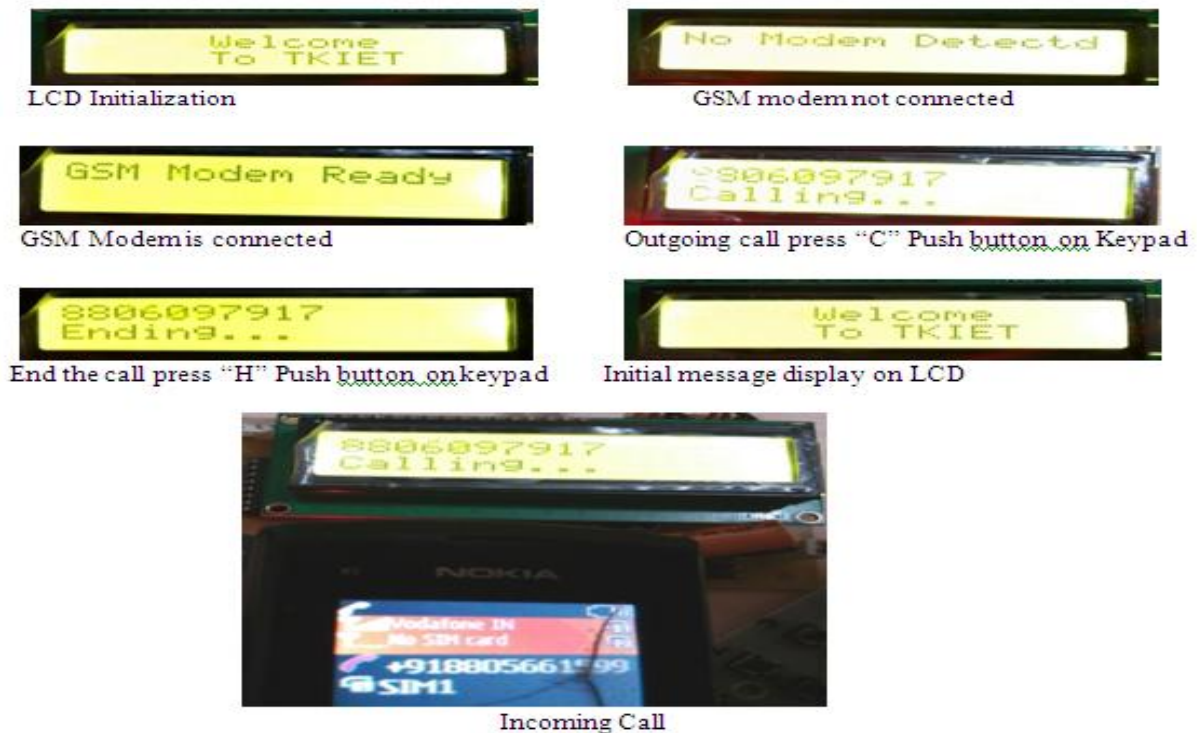 Welcome
To TKIET
LCD Initialization
No Modem Detectd
GSM modem not connected
GSM Modem Ready
GSM Modem is connected
8806097917
Calling...
Outgoing call press “C” Push button on Keypad
8806097917
Ending...
End the call press “H” Push button on keypad
Welcome
To TKIET
Initial message display on LCD
8806097917
Calling...
NOKIA
Vodafone IN
No SIM card
SIM1
Incoming Call